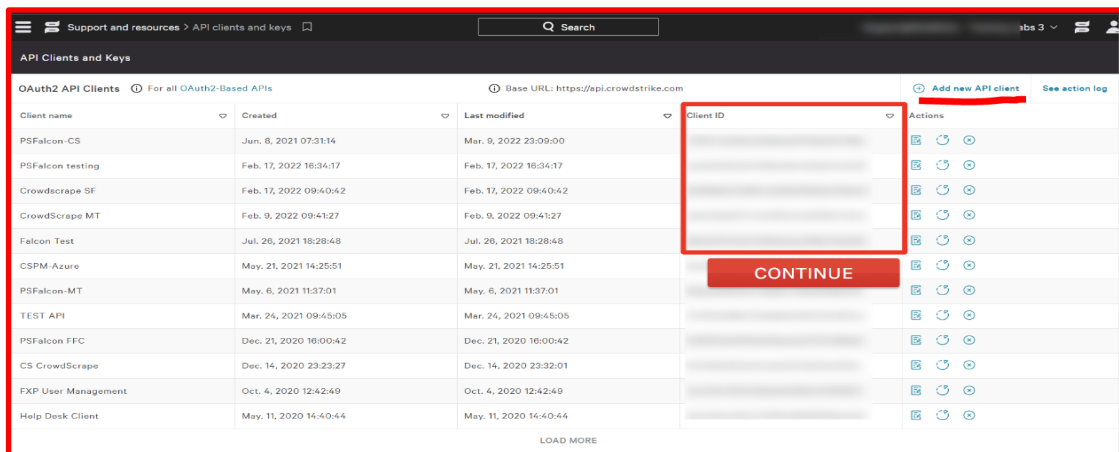 Support and resources > API clients and keys
Search
abs 3
API Clients and Keys
OAuth2 API Clients For all OAuth2-Based APIs Base URL: https://api.crowdstrike.com Add new API client See action log
Client name Created Last modified Client ID Actions
PSFalcon-CS Jun. 8, 2021 07:31:14 Mar. 9, 2022 23:09:00
PSFalcon testing Feb. 17, 2022 16:34:17 Feb. 17, 2022 16:34:17
Crowdscrape SF Feb. 17, 2022 09:40:42 Feb. 17, 2022 09:40:42
CrowdScrape MT Feb. 9, 2022 09:41:27 Feb. 9, 2022 09:41:27
Falcon Test Jul. 26, 2021 18:28:48 Jul. 26, 2021 18:28:48
CSPM-Azure May. 21, 2021 14:25:51 May. 21, 2021 14:25:51
CONTINUE
PSFalcon-MT May. 6, 2021 11:37:01 May. 6, 2021 11:37:01
TEST API Mar. 24, 2021 09:45:05 Mar. 24, 2021 09:45:05
PSFalcon FFC Dec. 21, 2020 16:00:42 Dec. 21, 2020 16:00:42
CS CrowdScrape Dec. 14, 2020 23:23:27 Dec. 14, 2020 23:32:01
FXP User Management Oct. 4, 2020 12:42:49 Oct. 4, 2020 12:42:49
Help Desk Client May. 11, 2020 14:40:44 May. 11, 2020 14:40:44
LOAD MORE